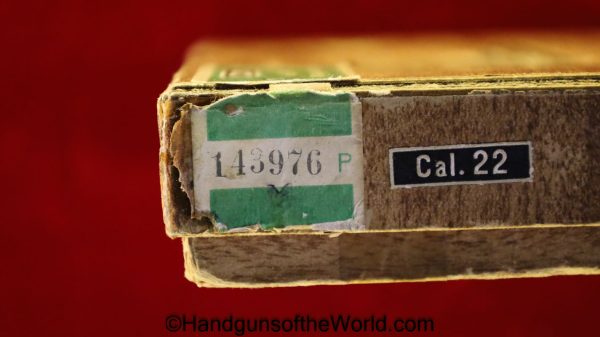 143976 P
Cal. 22
©HandgunsoftheWorld.com